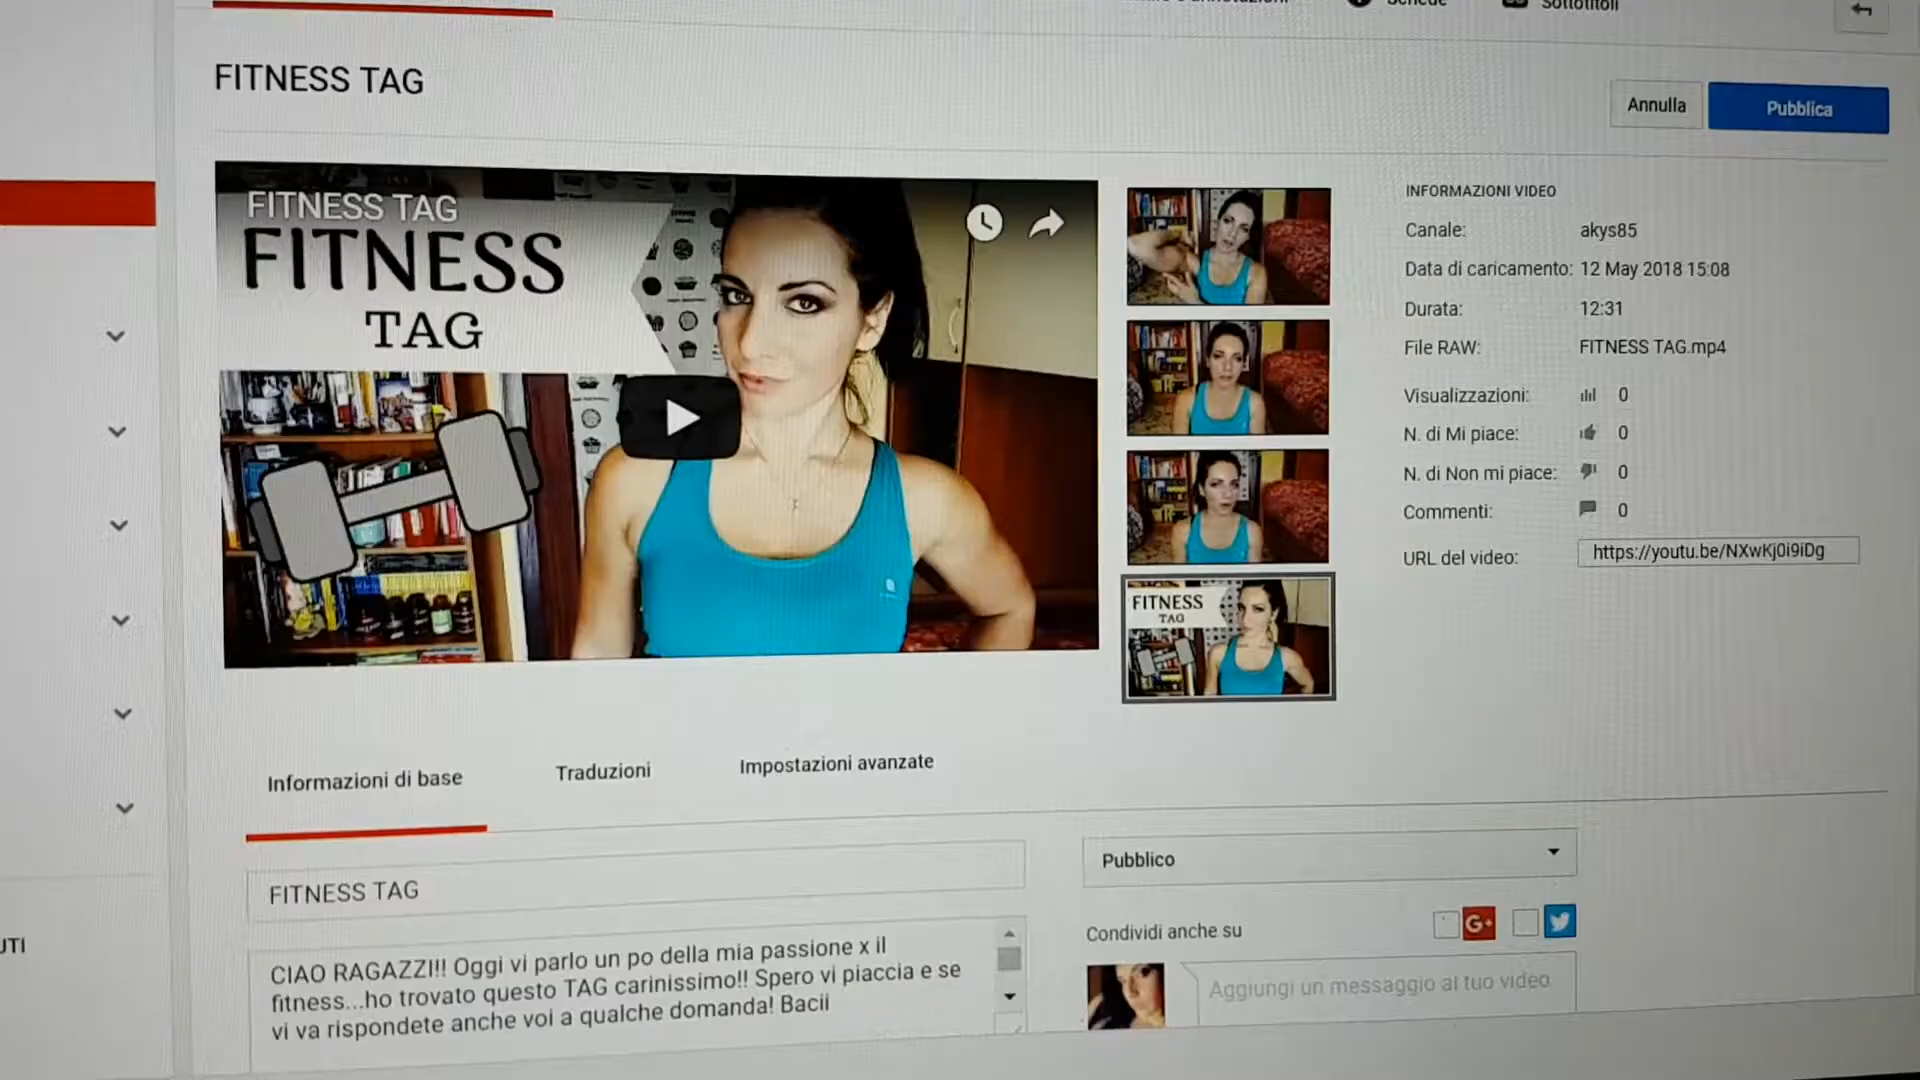 Schede
Sottotitoli
FITNESS TAG
Annulla
Pubblica
FITNESS TAG
FITNESS
TAG
INFORMAZIONI VIDEO
Canale: akys85
Data di caricamento: 12 May 2018 15:08
Durata: 12:31
File RAW: FITNESS TAG.mp4
Visualizzazioni: 0
N. di Mi piace: 0
N. di Non mi piace: 0
Commenti: 0
URL del video: https://youtu.be/NXwKj0i9iDg
FITNESS
TAG
Informazioni di base
Traduzioni
Impostazioni avanzate
FITNESS TAG
Pubblico
CIAO RAGAZZI!!! Oggi vi parlo un po della mia passione x il
fitness...ho trovato questo TAG carinissimo!! Spero vi piaccia e se
vi va rispondete anche voi a qualche domanda! Bacii
Condividi anche su
G+
Aggiungi un messaggio al tuo video